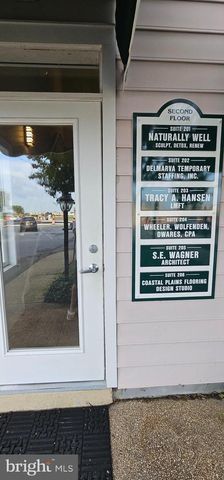 SECOND
FLOOR
SUITE 201
NATURALLY WELL
SCULPT, DETOX, RENEW
SUITE 202
DELMARVA TEMPORARY
STAFFING, INC.
SUITE 203
TRACY A. HANSEN
LMFT
SUITE 204
WHEELER, WOLFENDEN,
DWARES, CPA
SUITE 205
S.E. WAGNER
ARCHITECT
SUITE 206
COASTAL PLAINS FLOORING
DESIGN STUDIO
bright MLS